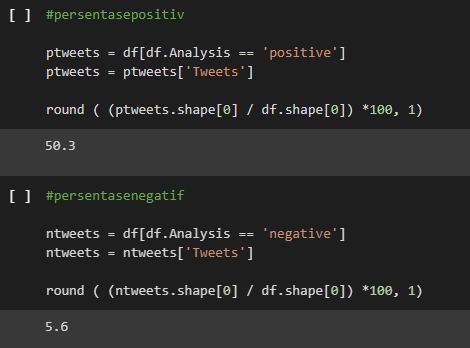 [ ] #persentasepositiv
ptweets = df[df.Analysis == 'positive']
ptweets = ptweets['Tweets']
round ( (ptweets.shape[0] / df.shape[0]) *100, 1)
50.3
[ ] #persentasenegatif
ntweets = df[df.Analysis == 'negative']
ntweets = ntweets['Tweets']
round ( (ntweets.shape[0] / df.shape[0]) *100, 1)
5.6